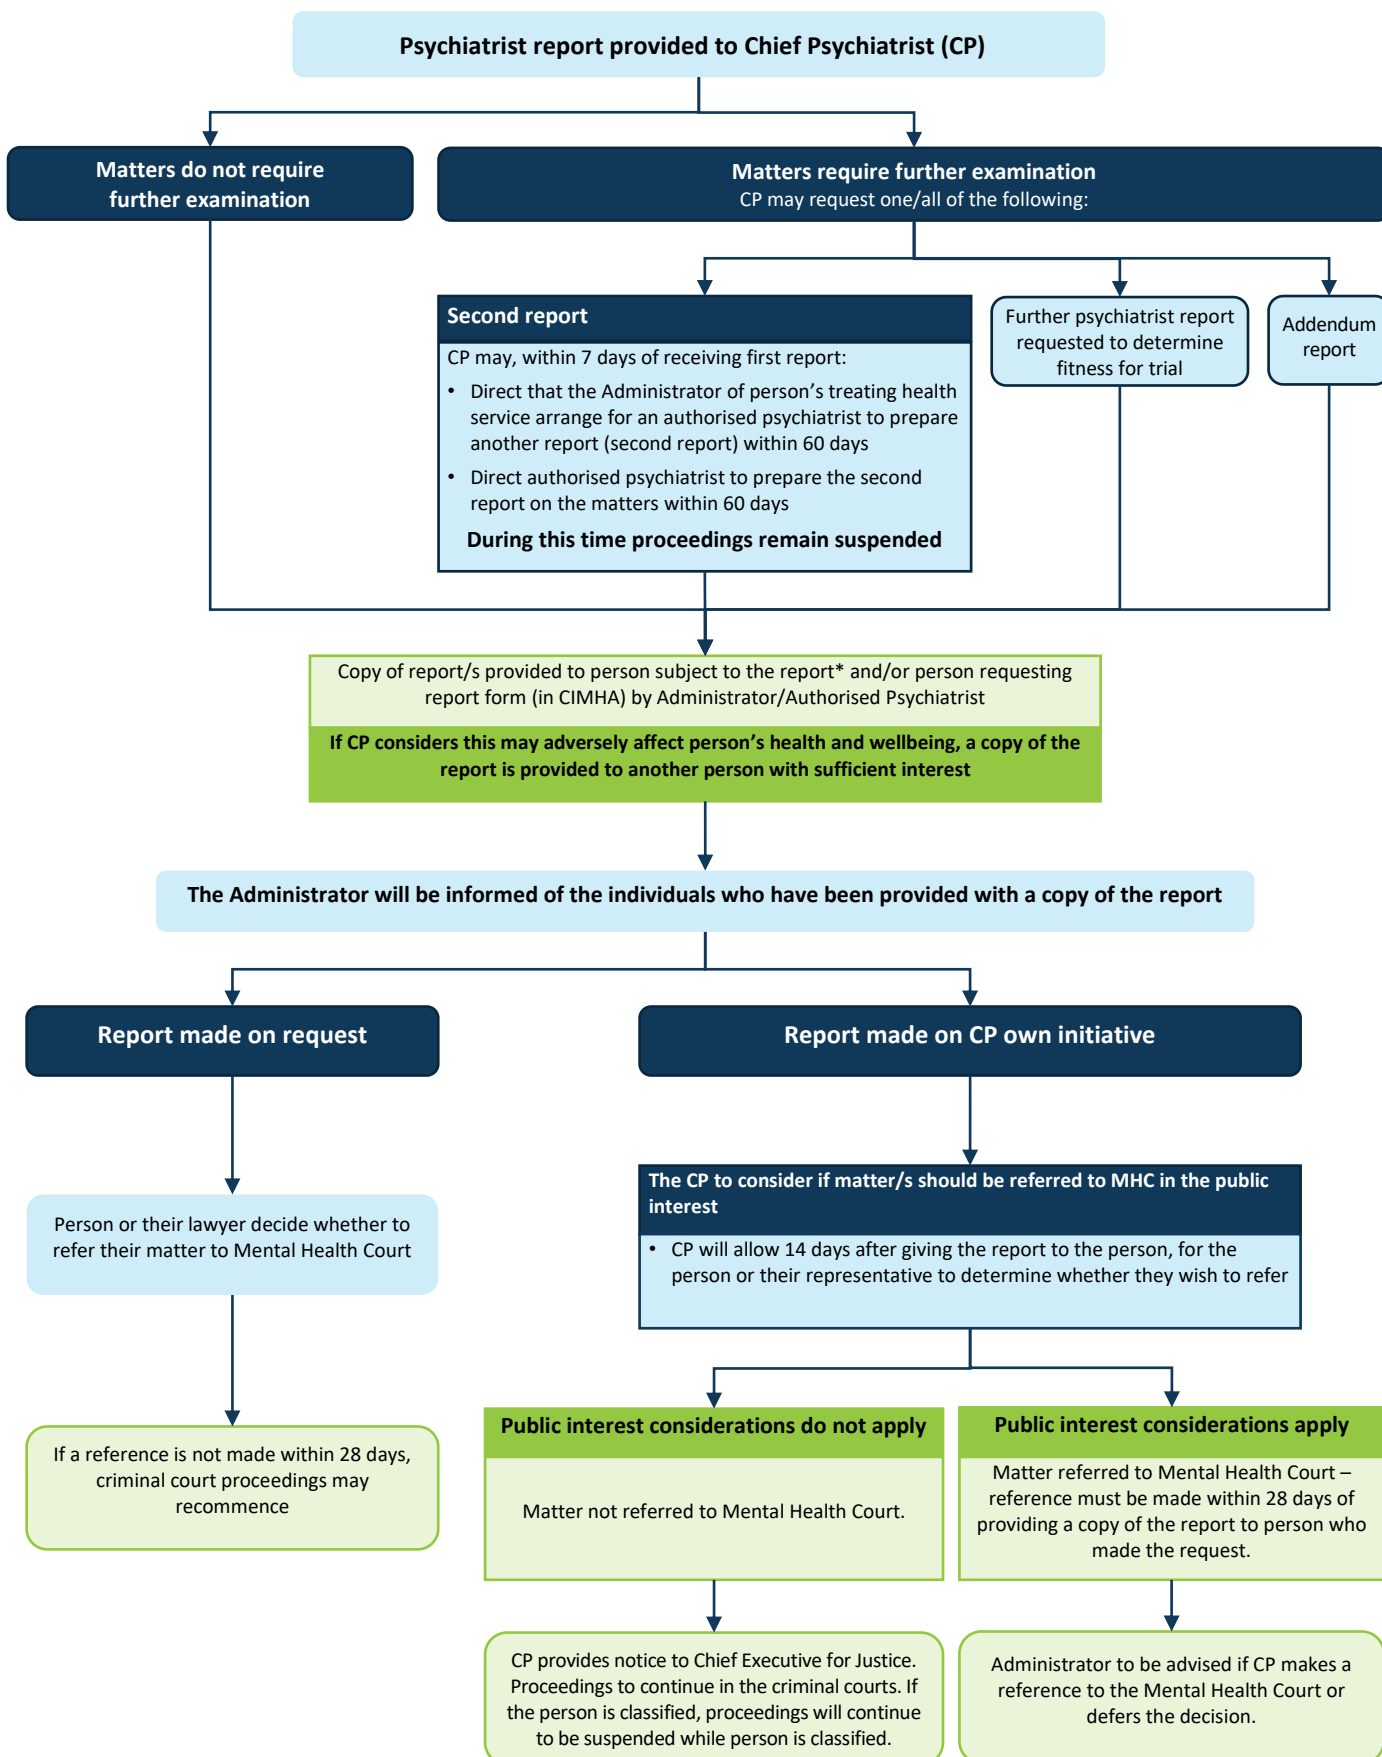 Psychiatrist report provided to Chief Psychiatrist (CP)
Matters do not require
further examination
Matters require further examination
CP may request one/all of the following:
Second report
CP may, within 7 days of receiving first report:
• Direct that the Administrator of person’s treating health
service arrange for an authorised psychiatrist to prepare
another report (second report) within 60 days
• Direct authorised psychiatrist to prepare the second
report on the matters within 60 days
During this time proceedings remain suspended
Further psychiatrist report
requested to determine
fitness for trial
Addendum
report
Copy of report/s provided to person subject to the report* and/or person requesting
report form (in CIMHA) by Administrator/Authorised Psychiatrist
If CP considers this may adversely affect person’s health and wellbeing, a copy of the
report is provided to another person with sufficient interest
The Administrator will be informed of the individuals who have been provided with a copy of the report
Report made on request
Report made on CP own initiative
Person or their lawyer decide whether to
refer their matter to Mental Health Court
The CP to consider if matter/s should be referred to MHC in the public
interest
• CP will allow 14 days after giving the report to the person, for the
person or their representative to determine whether they wish to refer
If a reference is not made within 28 days,
criminal court proceedings may
recommence
Public interest considerations do not apply
Matter not referred to Mental Health Court.
Public interest considerations apply
Matter referred to Mental Health Court –
reference must be made within 28 days of
providing a copy of the report to person who
made the request.
CP provides notice to Chief Executive for Justice.
Proceedings to continue in the criminal courts. If
the person is classified, proceedings will continue
to be suspended while person is classified.
Administrator to be advised if CP makes a
reference to the Mental Health Court or
defers the decision.